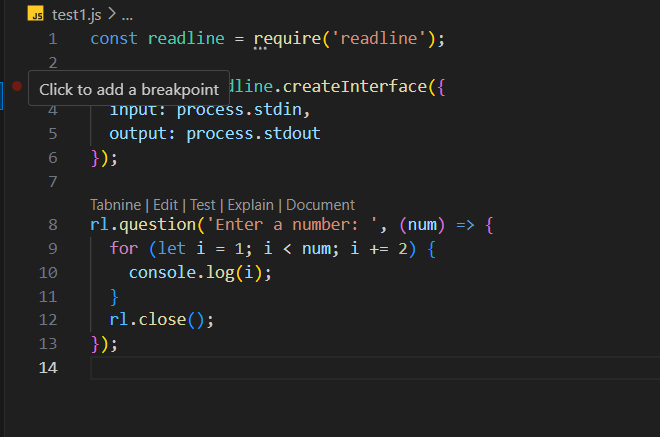 JS test1.js > ...
1 const readline = require('readline');
2
Click to add a breakpoint dline.createInterface({
4 input: process.stdin,
5 output: process.stdout
6 });
7
Tabnine | Edit | Test | Explain | Document
8 rl.question('Enter a number: ', (num) => {
9 for (let i = 1; i < num; i += 2) {
10 console.log(i);
11 }
12 rl.close();
13 });
14